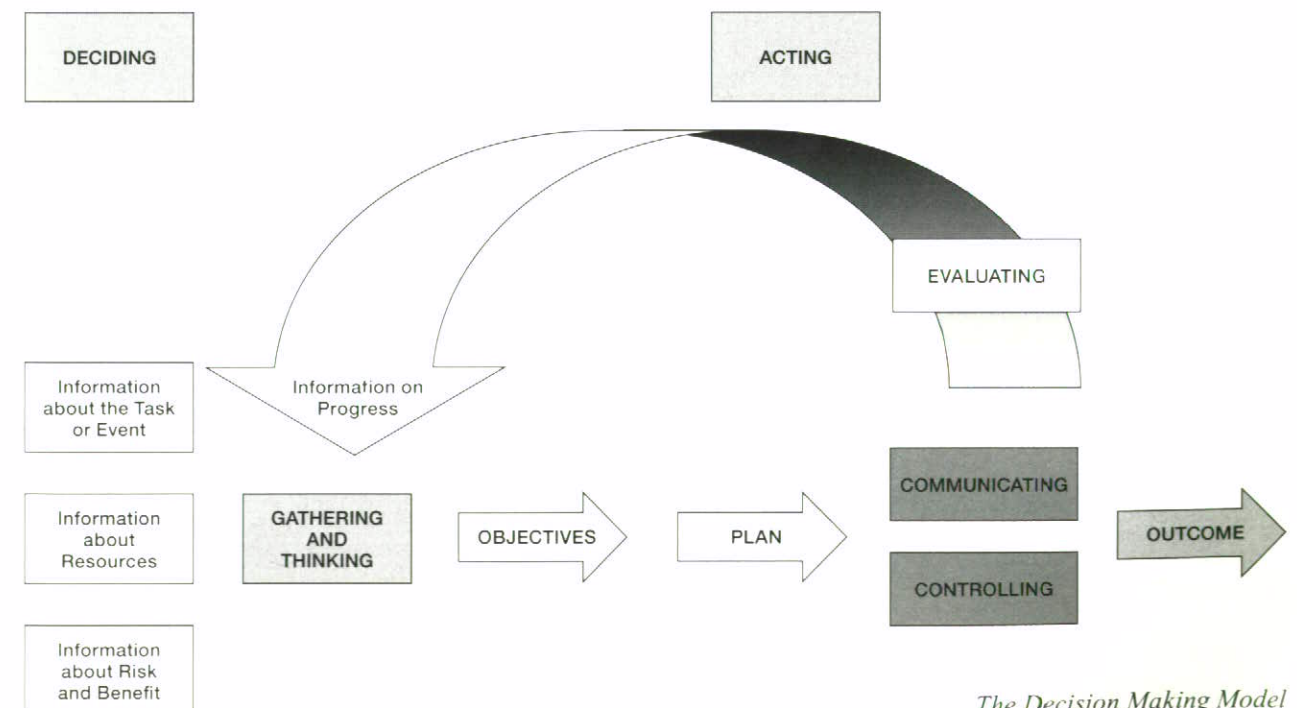 DECIDING
ACTING
EVALUATING
Information
about the Task
or Event
Information on
Progress
Information
about
Resources
GATHERING
AND
THINKING
OBJECTIVES
PLAN
COMMUNICATING
CONTROLLING
OUTCOME
Information
about Risk
and Benefit
The Decision Making Model